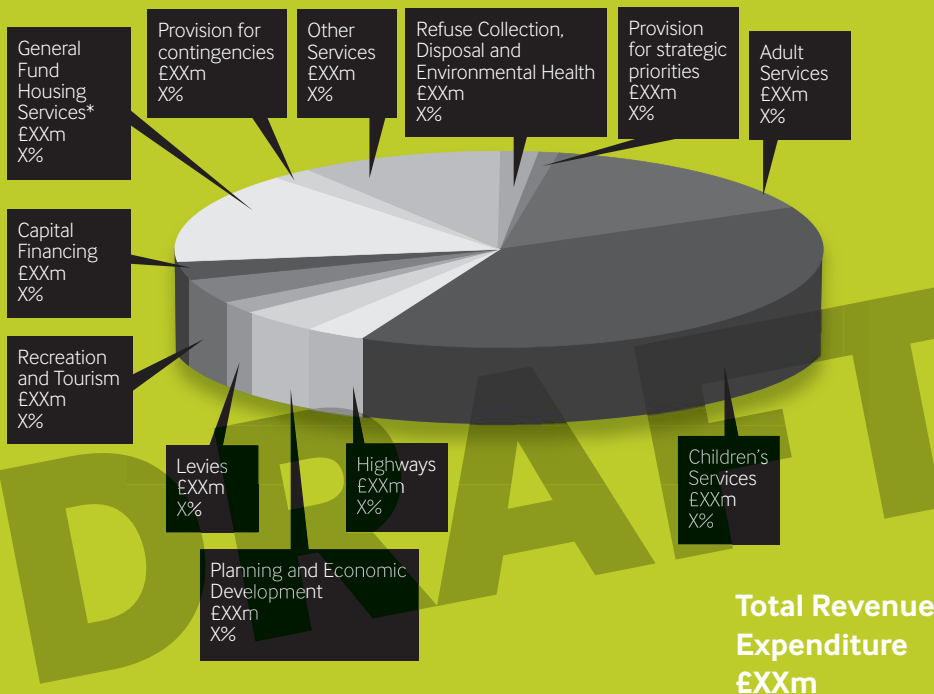 General
Fund
Housing
Services*
£XXm
X%
Provision for
contingencies
£XXm
X%
Other
Services
£XXm
X%
Refuse Collection,
Disposal and
Environmental Health
£XXm
X%
Provision
for strategic
priorities
£XXm
X%
Adult
Services
£XXm
X%
Capital
Financing
£XXm
X%
Recreation
and Tourism
£XXm
X%
Levies
£XXm
X%
Highways
£XXm
X%
Children’s
Services
£XXm
X%
Planning and Economic
Development
£XXm
X%
Total Revenue
Expenditure
£XXm
DRAFT